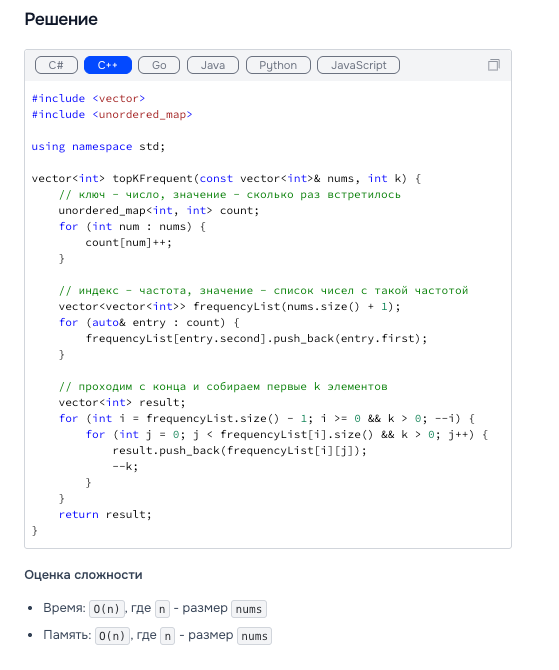 Решение
C# C++ Go Java Python JavaScript
#include <vector>
#include <unordered_map>
using namespace std;
vector<int> topKFrequent(const vector<int>& nums, int k) {
    // ключ – число, значение – сколько раз встретилось
    unordered_map<int, int> count;
    for (int num : nums) {
        count[num]++;
    }
    // индекс – частота, значение – список чисел с такой частотой
    vector<vector<int>> frequencyList(nums.size() + 1);
    for (auto& entry : count) {
        frequencyList[entry.second].push_back(entry.first);
    }
    // проходим с конца и собираем первые k элементов
    vector<int> result;
    for (int i = frequencyList.size() - 1; i >= 0 && k > 0; --i) {
        for (int j = 0; j < frequencyList[i].size() && k > 0; j++) {
            result.push_back(frequencyList[i][j]);
            --k;
        }
    }
    return result;
}
Оценка сложности
• Время: O(n), где n - размер nums
• Память: O(n), где n - размер nums